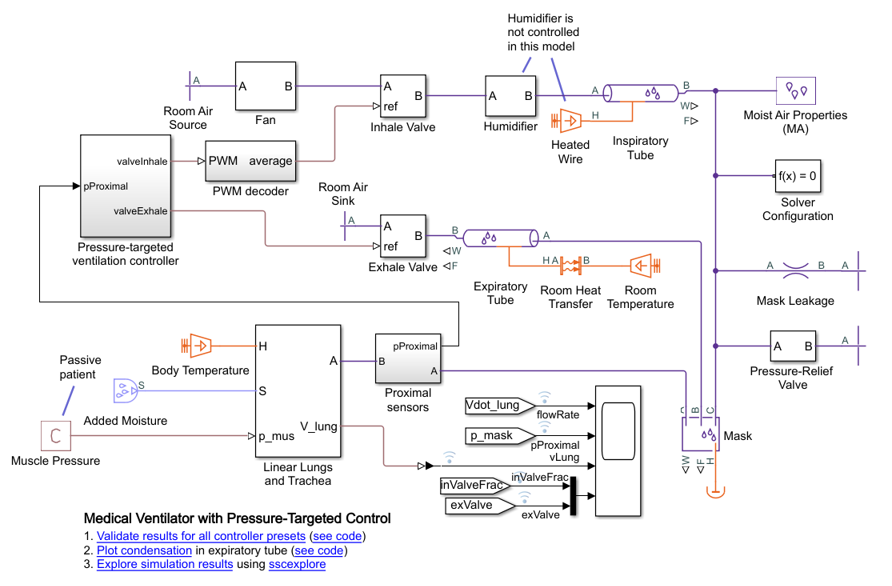 Humidifier is
not controlled
in this model
A
Room Air
Source
A
B
Fan
A
B
ref
Inhale Valve
A
B
Humidifier
A
B
W
F
H
Heated
Wire
Inspiratory
Tube
Moist Air Properties
(MA)
f(x) = 0
Solver
Configuration
valveInhale
pProximal
valveExhale
Pressure-targeted
ventilation controller
PWM
average
PWM decoder
Room Air
Sink
A
A
B
ref
Exhale Valve
B
A
W
F
Expiratory
Tube
H
A
B
Room Heat
Transfer
Room
Temperature
A
B
A
Mask Leakage
A
B
A
Pressure-Relief
Valve
Passive
patient
Body Temperature
S
Added Moisture
C
Muscle Pressure
H
S
p_mus
A
V_lung
Linear Lungs
and Trachea
B
pProximal
A
Proximal
sensors
Vdot_lung
flowRate
p_mask
pProximal
vLung
inValveFrac
inValveFrac
exValve
exValve
B
C
Mask
W
F
H
Medical Ventilator with Pressure-Targeted Control
1. Validate results for all controller presets (see code)
2. Plot condensation in expiratory tube (see code)
3. Explore simulation results using sscexplore